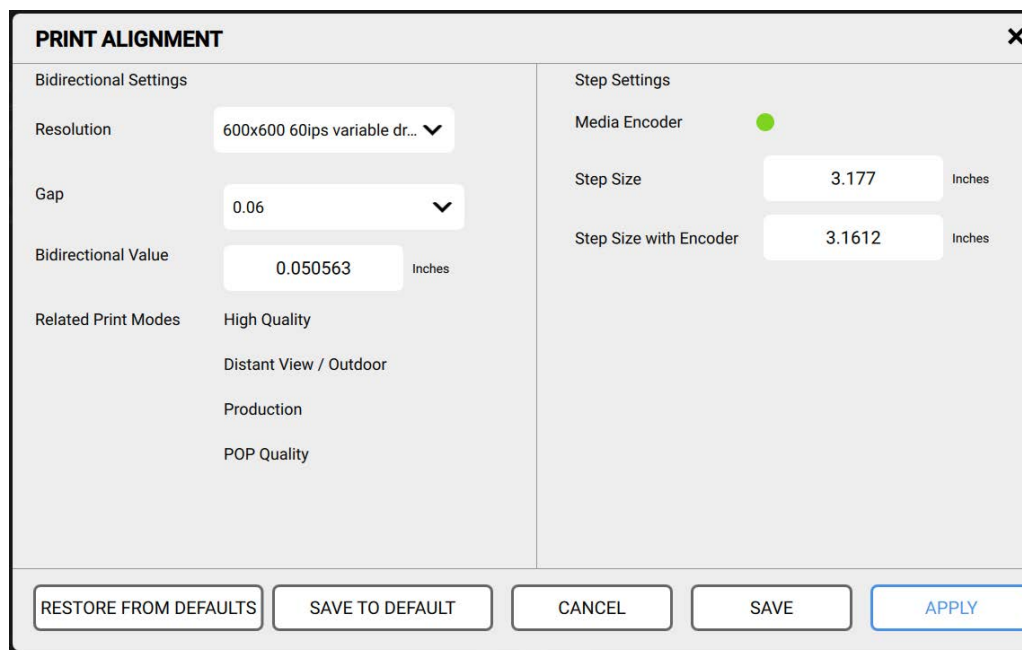 PRINT ALIGNMENT
Bidirectional Settings
Resolution
600x600 60ips variable dr...
Gap
0.06
Bidirectional Value
0.050563
Inches
Related Print Modes
High Quality
Distant View / Outdoor
Production
POP Quality
Step Settings
Media Encoder
Step Size
3.177
Inches
Step Size with Encoder
3.1612
Inches
RESTORE FROM DEFAULTS
SAVE TO DEFAULT
CANCEL
SAVE
APPLY